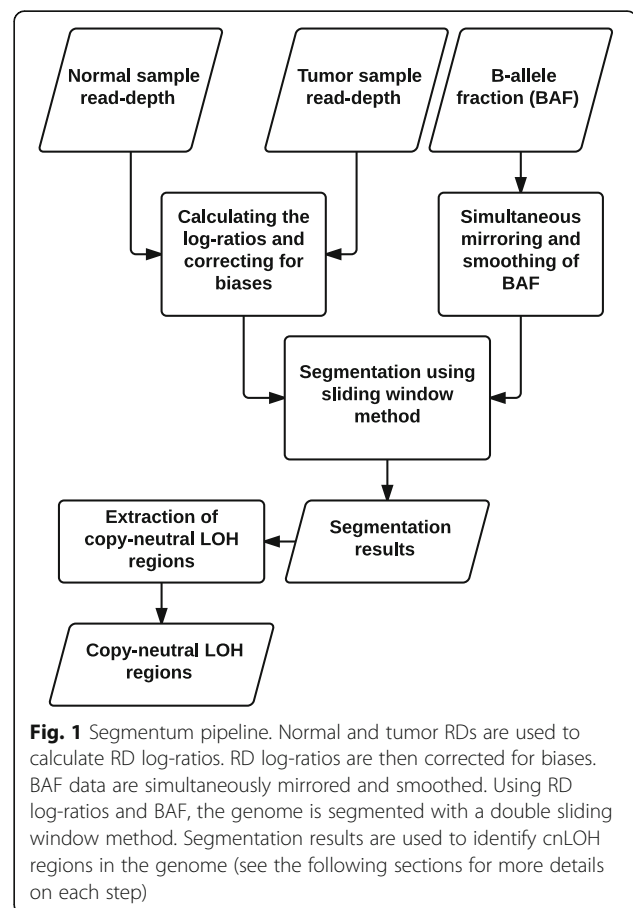 Normal sample
read-depth
Tumor sample
read-depth
B-allele
fraction (BAF)
Calculating the
log-ratios and
correcting for
biases
Simultaneous
mirroring and
smoothing of
BAF
Segmentation using
sliding window
method
Extraction of
copy-neutral LOH
regions
Segmentation
results
Copy-neutral LOH
regions
Fig. 1 Segmentum pipeline. Normal and tumor RDs are used to
calculate RD log-ratios. RD log-ratios are then corrected for biases.
BAF data are simultaneously mirrored and smoothed. Using RD
log-ratios and BAF, the genome is segmented with a double sliding
window method. Segmentation results are used to identify cnLOH
regions in the genome (see the following sections for more details
on each step)